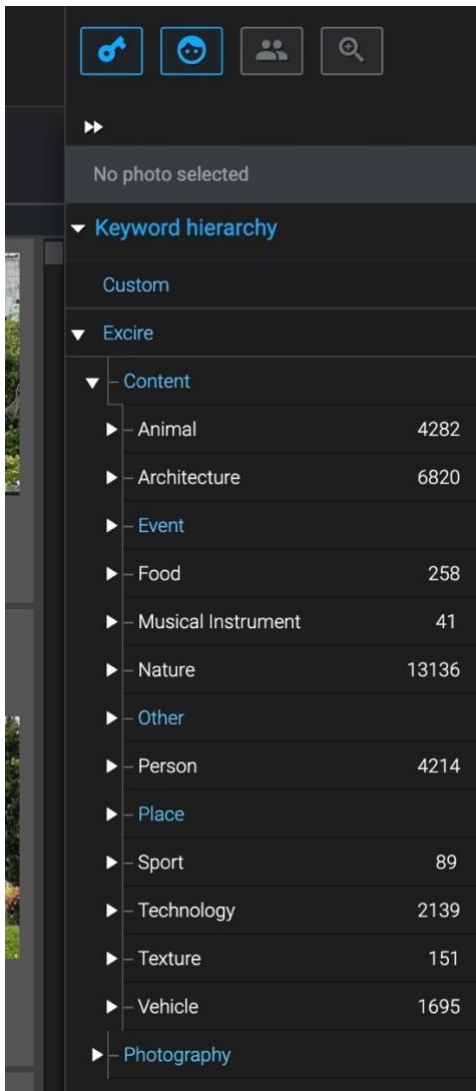 No photo selected
Keyword hierarchy
Custom
Excire
Content
Animal 4282
Architecture 6820
Event
Food 258
Musical Instrument 41
Nature 13136
Other
Person 4214
Place
Sport 89
Technology 2139
Texture 151
Vehicle 1695
Photography